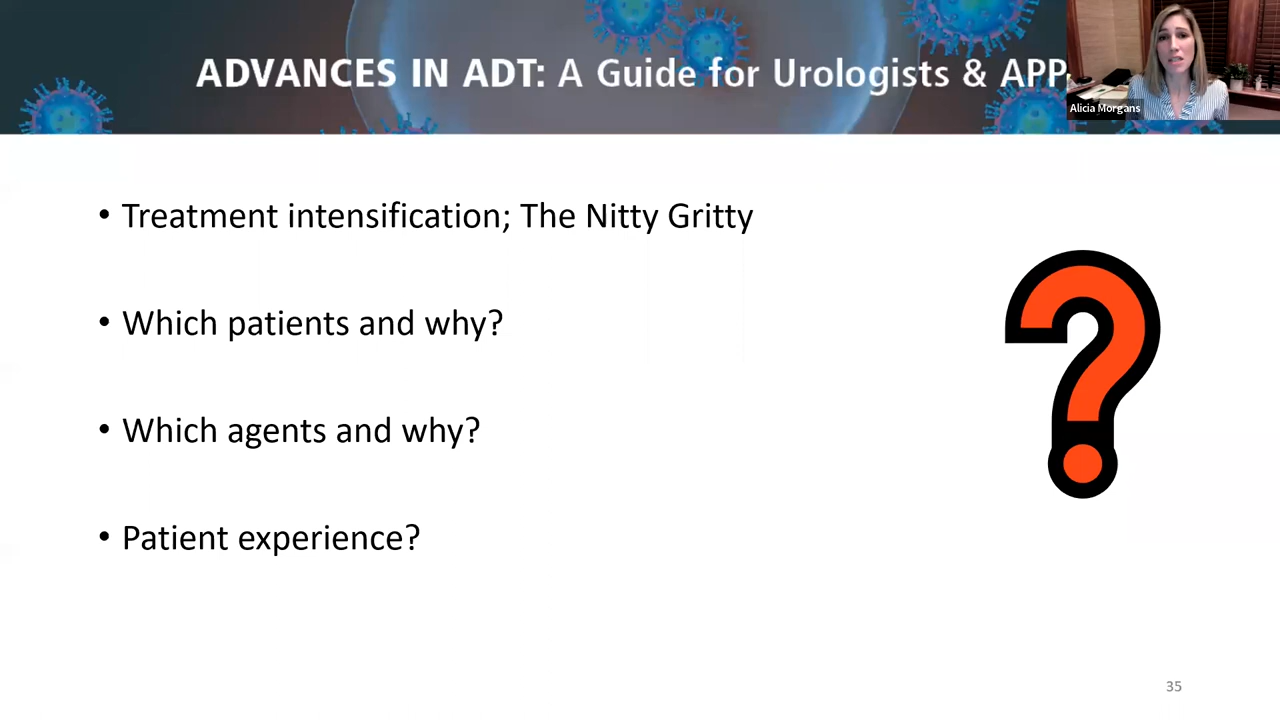 ADVANCES IN ADT: A Guide for Urologists & APP
Alicia Morgans
• Treatment intensification; The Nitty Gritty
• Which patients and why?
• Which agents and why?
• Patient experience?
35